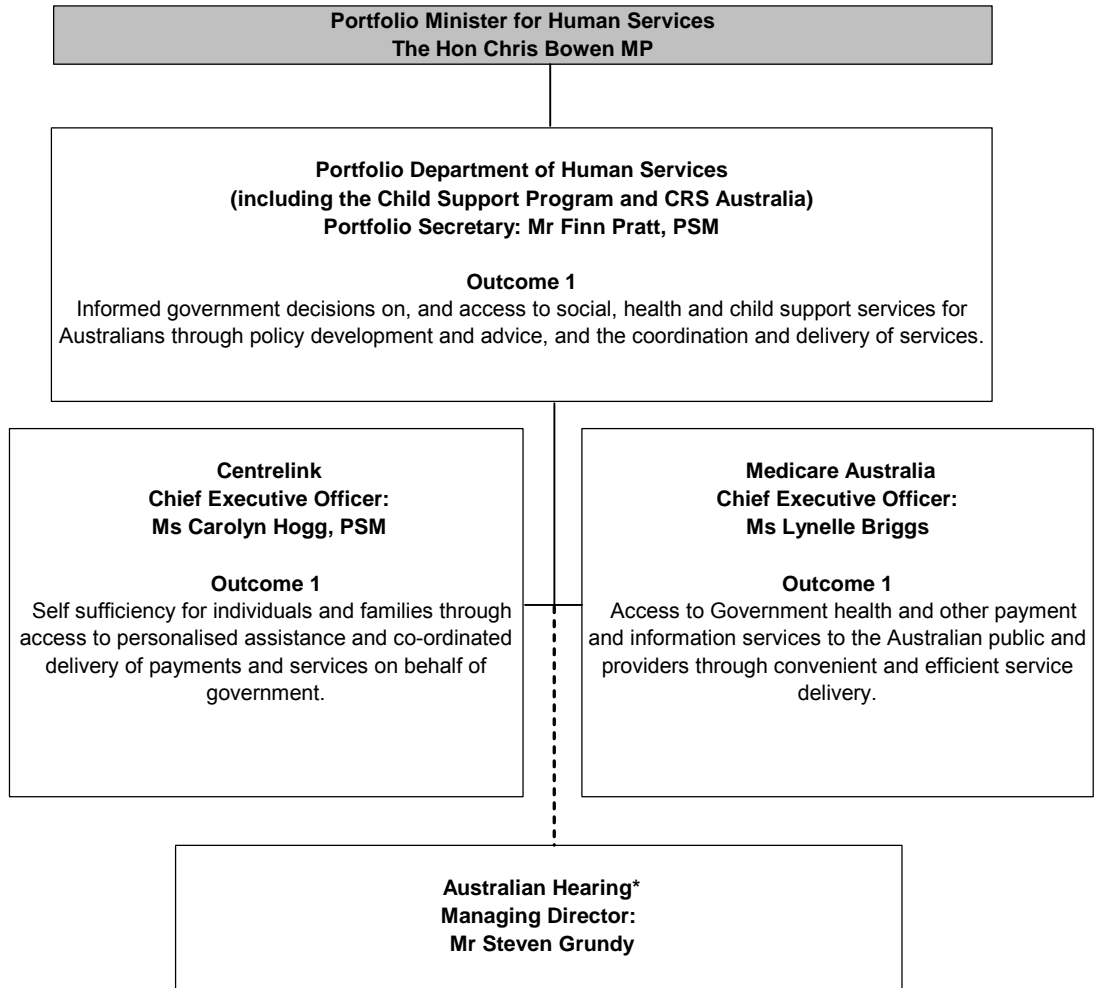 Portfolio Minister for Human Services
The Hon Chris Bowen MP
Portfolio Department of Human Services
(including the Child Support Program and CRS Australia)
Portfolio Secretary: Mr Finn Pratt, PSM
Outcome 1
Informed government decisions on, and access to social, health and child support services for
Australians through policy development and advice, and the coordination and delivery of services.
Centrelink
Chief Executive Officer:
Ms Carolyn Hogg, PSM
Outcome 1
Self sufficiency for individuals and families through
access to personalised assistance and co-ordinated
delivery of payments and services on behalf of
government.
Medicare Australia
Chief Executive Officer:
Ms Lynelle Briggs
Outcome 1
Access to Government health and other payment
and information services to the Australian public and
providers through convenient and efficient service
delivery.
Australian Hearing*
Managing Director:
Mr Steven Grundy